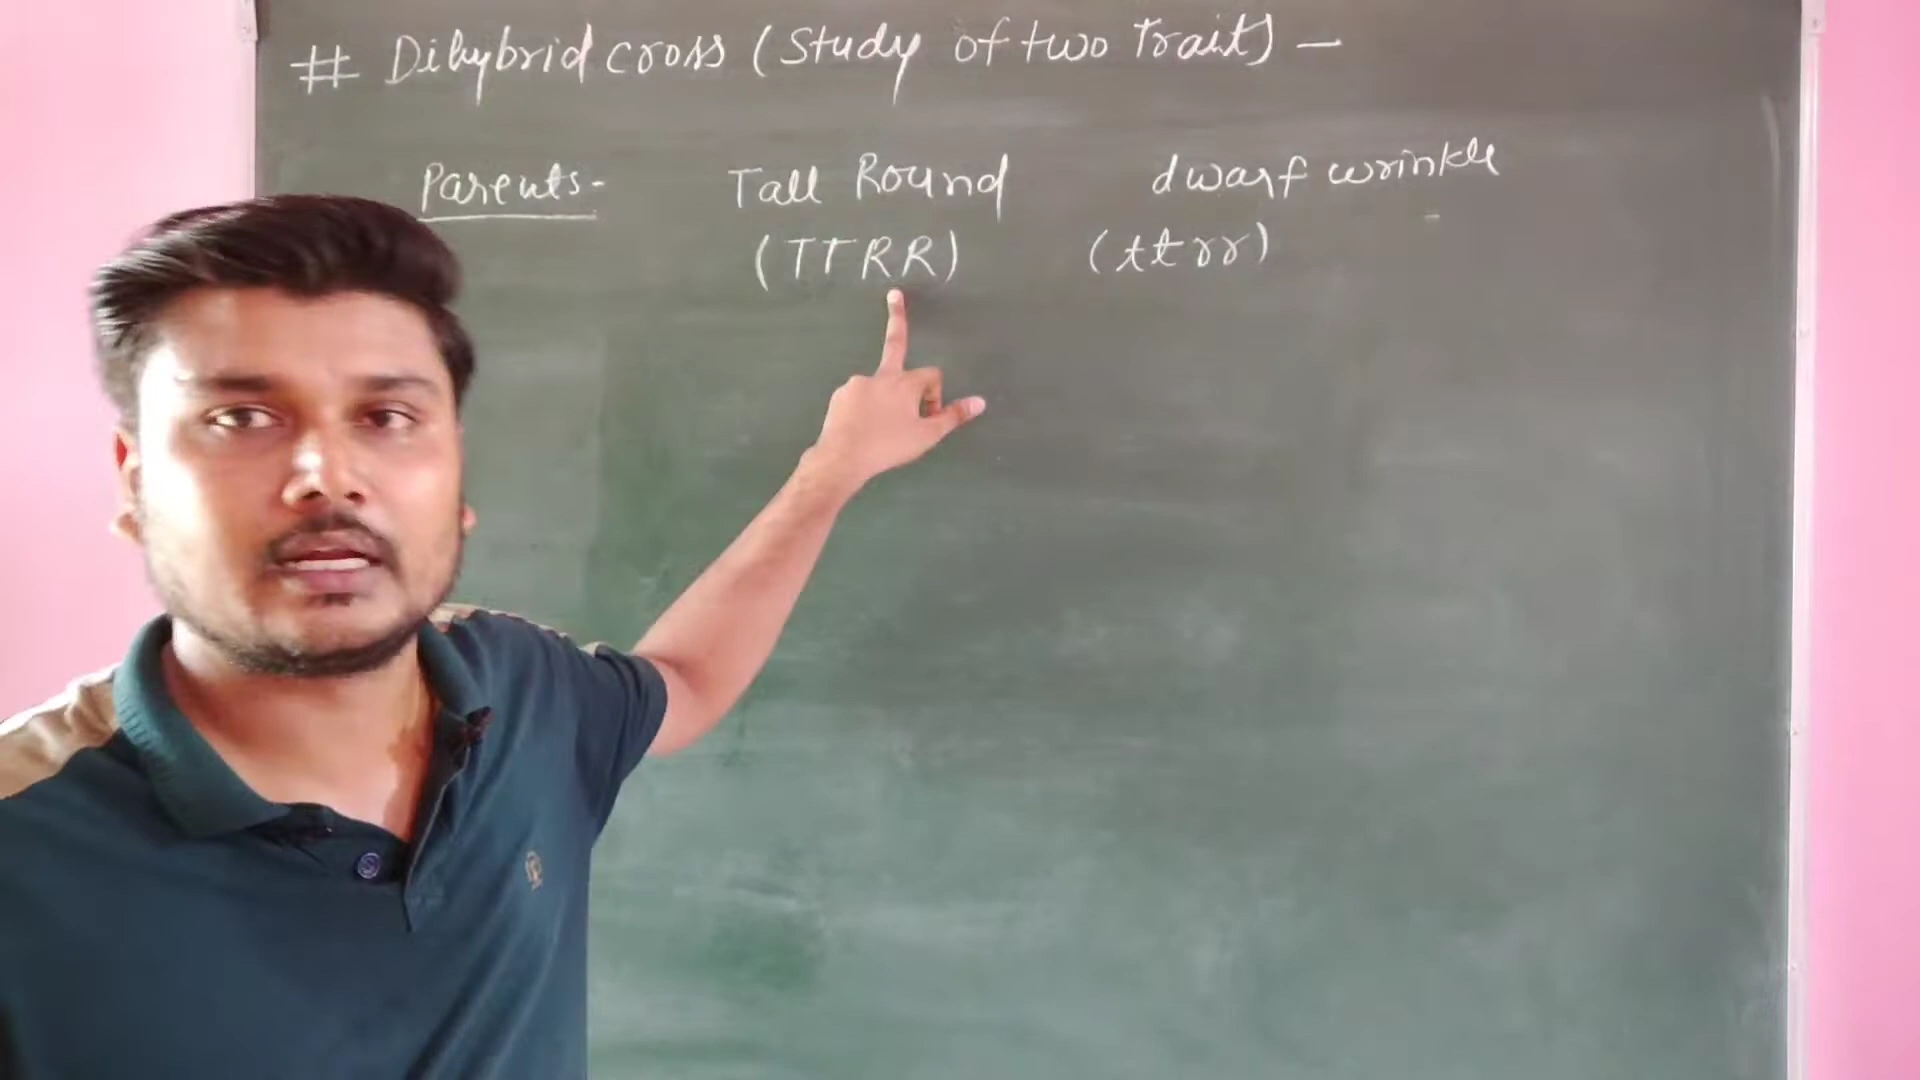 # Dihybrid cross (Study of two Trait) -
Parents- Tall Round dwarf wrinkle
(TTRR) (ttrr)